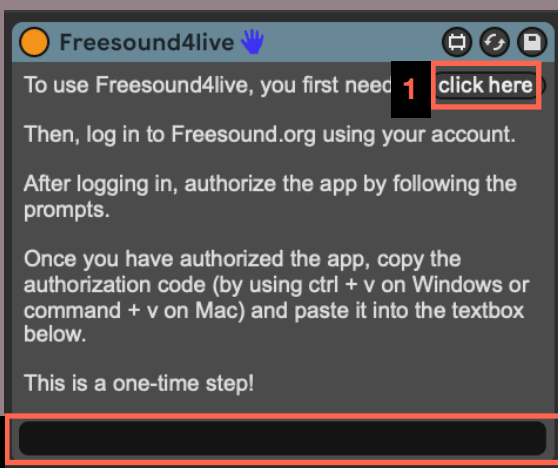 Freesound4live
To use Freesound4live, you first need 1 click here
Then, log in to Freesound.org using your account.
After logging in, authorize the app by following the
prompts.
Once you have authorized the app, copy the
authorization code (by using ctrl + v on Windows or
command + v on Mac) and paste it into the textbox
below.
This is a one-time step!